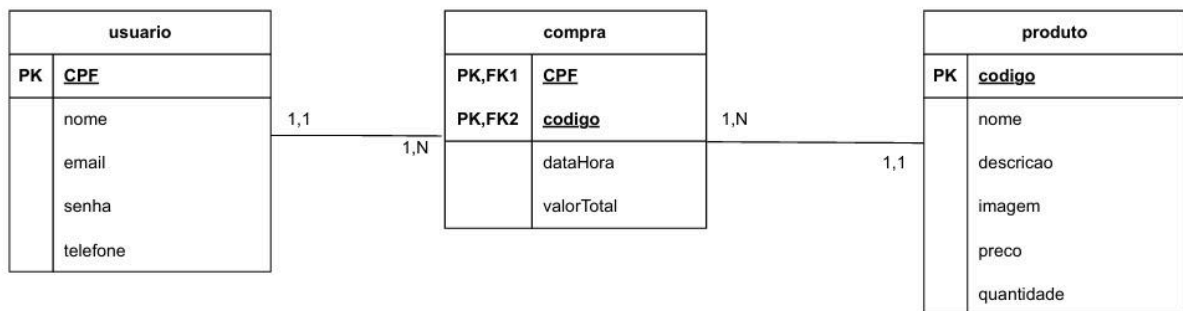 usuario
PK CPF
nome
email
senha
telefone
1,1
1,N
compra
PK,FK1 CPF
PK,FK2 codigo
dataHora
valorTotal
1,N
1,1
produto
PK codigo
nome
descricao
imagem
preco
quantidade